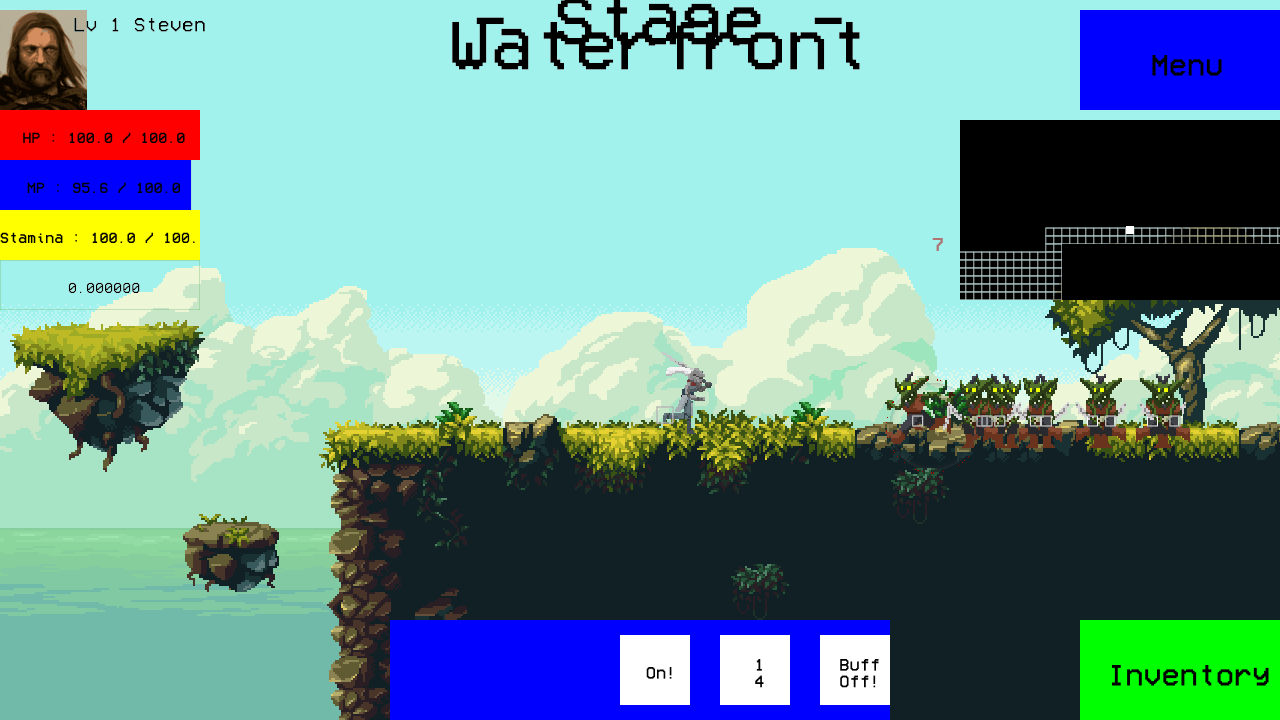 Lv 1 Steven
Stage -
Waterfront
Menu
HP : 100.0 / 100.0
MP : 95.6 / 100.0
Stamina : 100.0 / 100.
0.000000
7
On!
1
4
Buff
Off!
Inventory